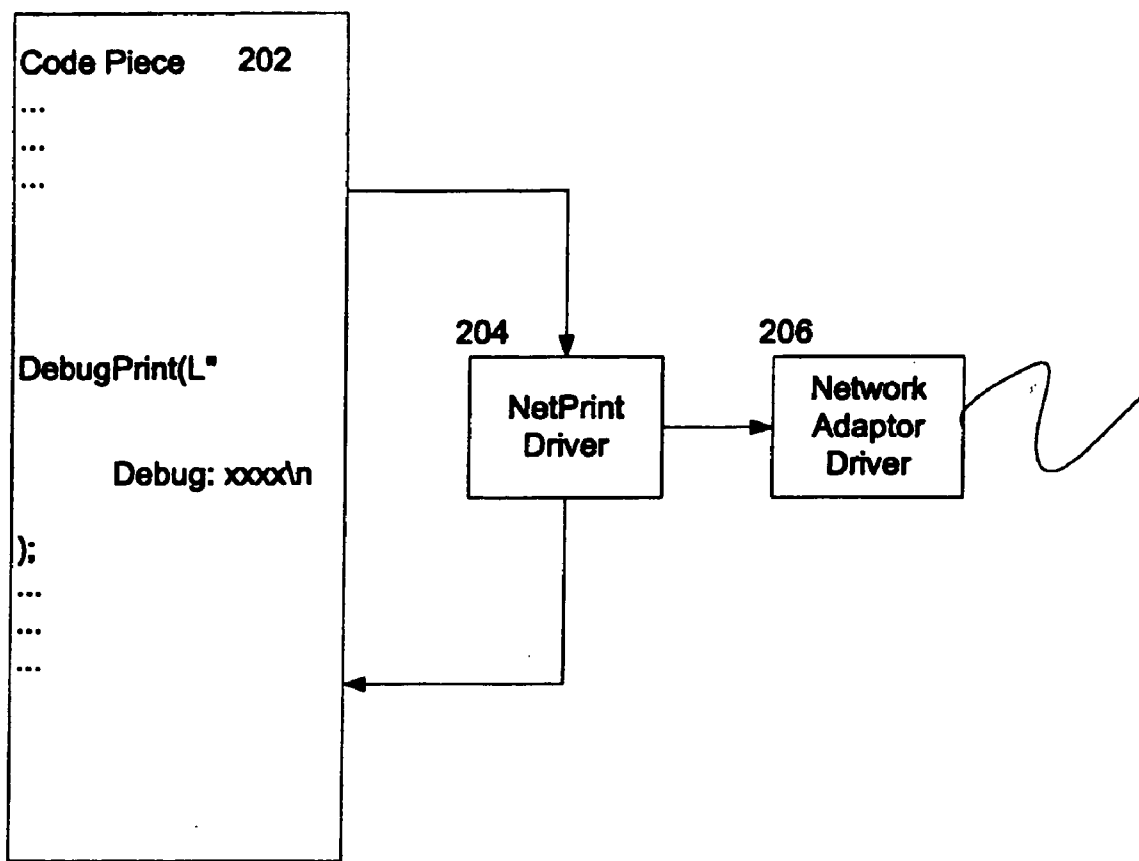 Code Piece 202
...
...
...
DebugPrint(L"
Debug: xxxx\n
);
...
...
...
204
NetPrint
Driver
206
Network
Adaptor
Driver